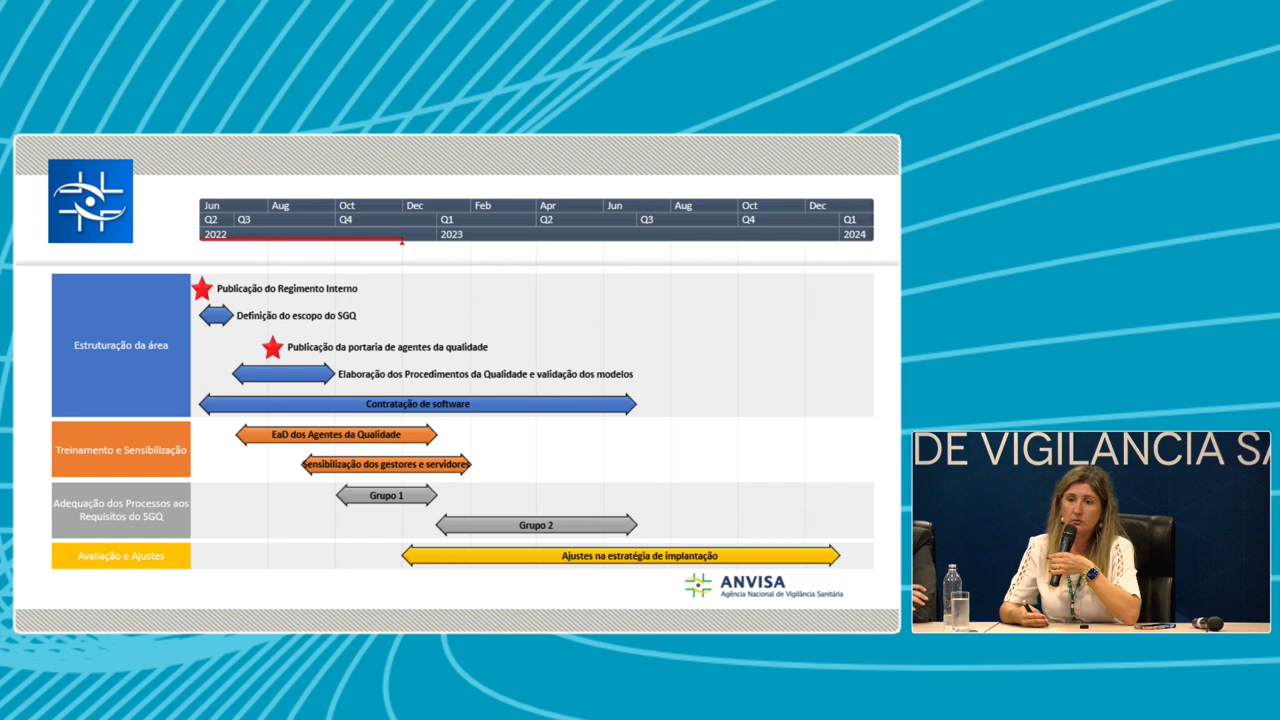 Jun Aug Oct Dec Feb Apr Jun Aug Oct Dec
Q2 Q3 Q4 Q1 Q2 Q3 Q4 Q1
2022 2023 2024
Estruturação da área
Publicação do Regimento Interno
Definição do escopo do SGQ
Publicação da portaria de agentes da qualidade
Elaboração dos Procedimentos da Qualidade e validação dos modelos
Contratação de software
Treinamento e Sensibilização
EaD dos Agentes da Qualidade
Sensibilização dos gestores e servidores
Adequação dos Processos aos
Requisitos do SGQ
Grupo 1
Grupo 2
Avaliação e Ajustes
Ajustes na estratégia de implantação
ANVISA
Agência Nacional de Vigilância Sanitária
DE VIGILANCIA SA